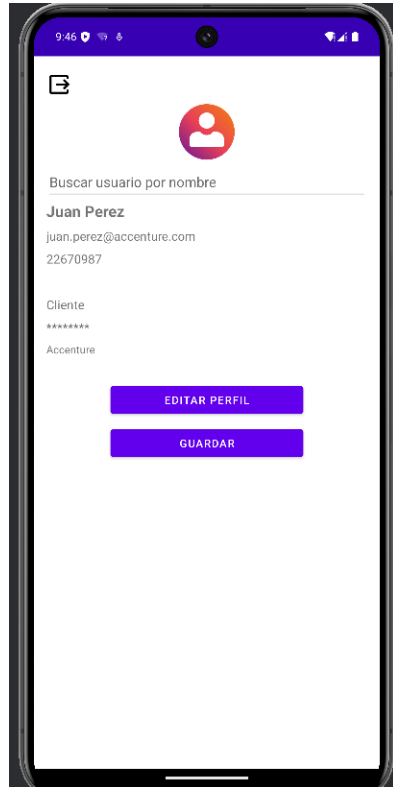 9:46
Buscar usuario por nombre
Juan Perez
juan.perez@accenture.com
22670987
Cliente
********
Accenture
EDITAR PERFIL
GUARDAR